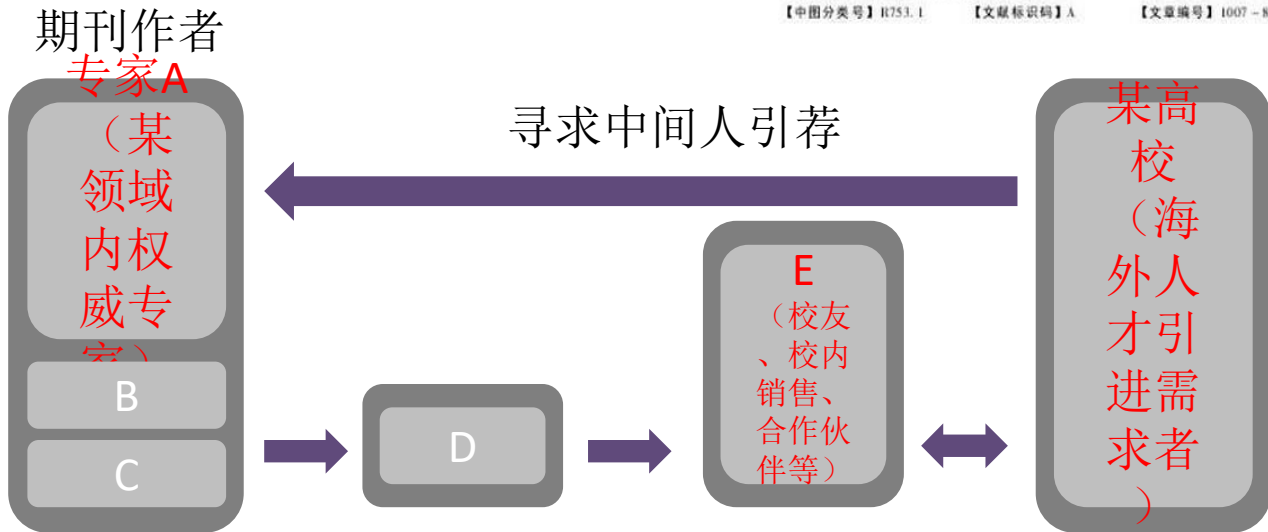 【中图分类号】R753.1 【文献标识码】A 【文章编号】1007-8
期刊作者
专家A
（某
领域
内权
威专
家）
B
C
寻求中间人引荐
D
E
（校友
、校内
销售、
合作伙
伴等）
某高
校
（海
外人
才引
进需
求者
）